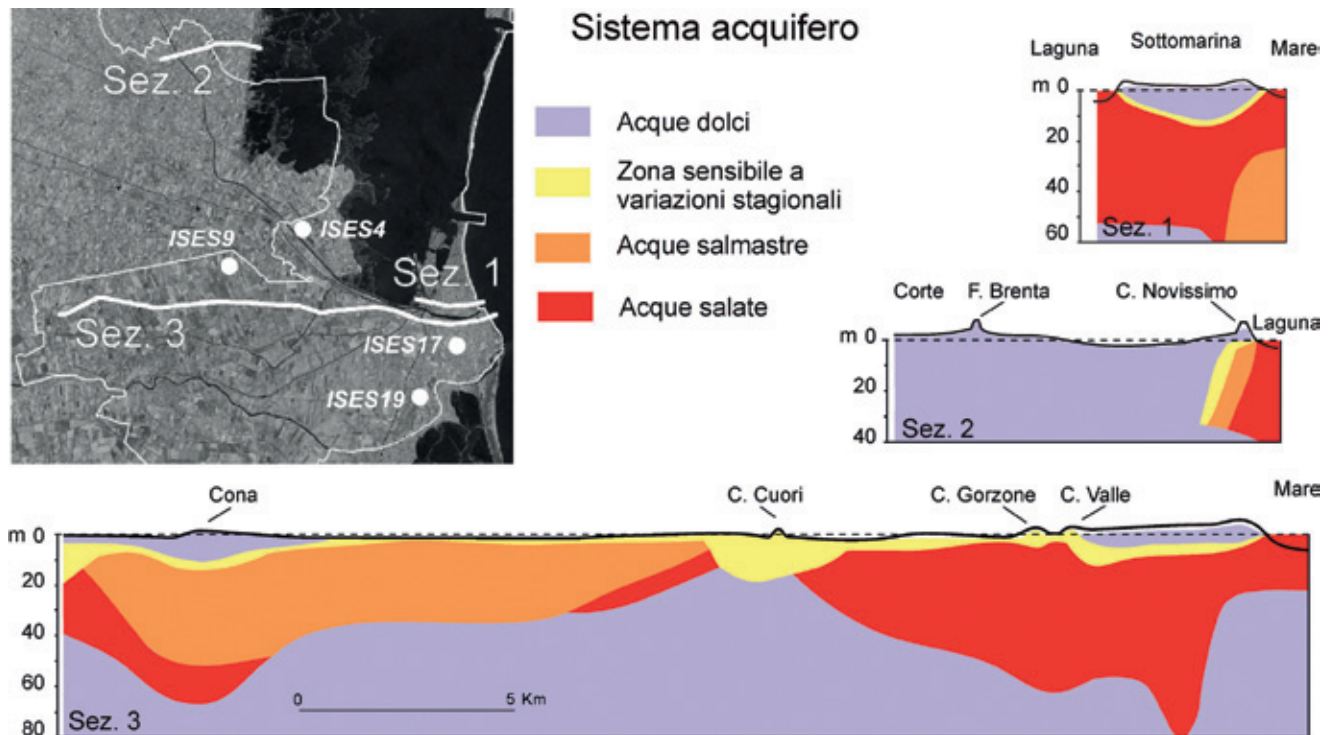 Sistema acquifero
Sez. 2
ISES9
ISES4
Sez. 1
Sez. 3
ISES17
ISES19
Acque dolci
Zona sensibile a
variazioni stagionali
Acque salmastre
Acque salate
Laguna Sottomarina Mare
m 0
20
40
60
Sez. 1
Corte F. Brenta C. Novissimo Laguna
m 0
20
40
Sez. 2
Cona C. Cuori C. Gorzone C. Valle Mare
m 0
20
40
60
80
0 5 Km
Sez. 3